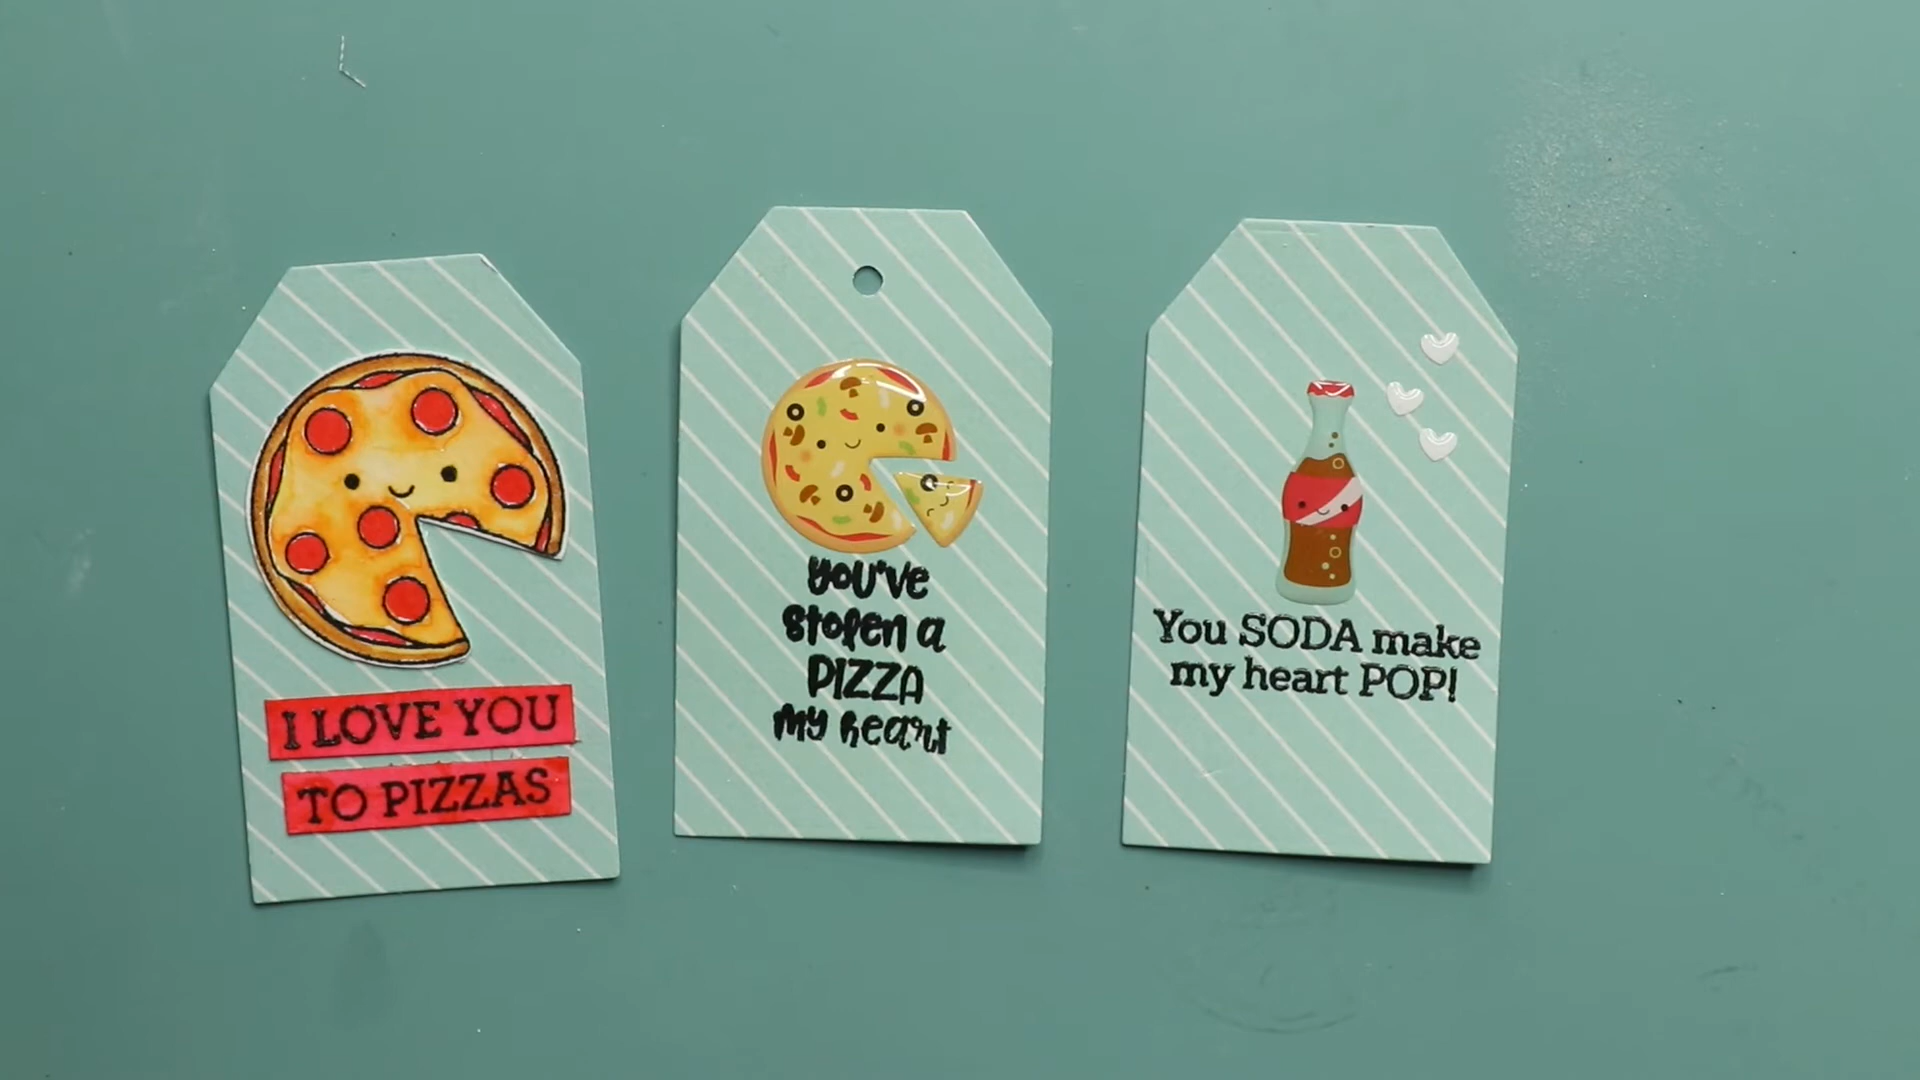 I LOVE YOU
TO PIZZAS
you've
stolen a
PIZZA
my heart
You SODA make
my heart POP!